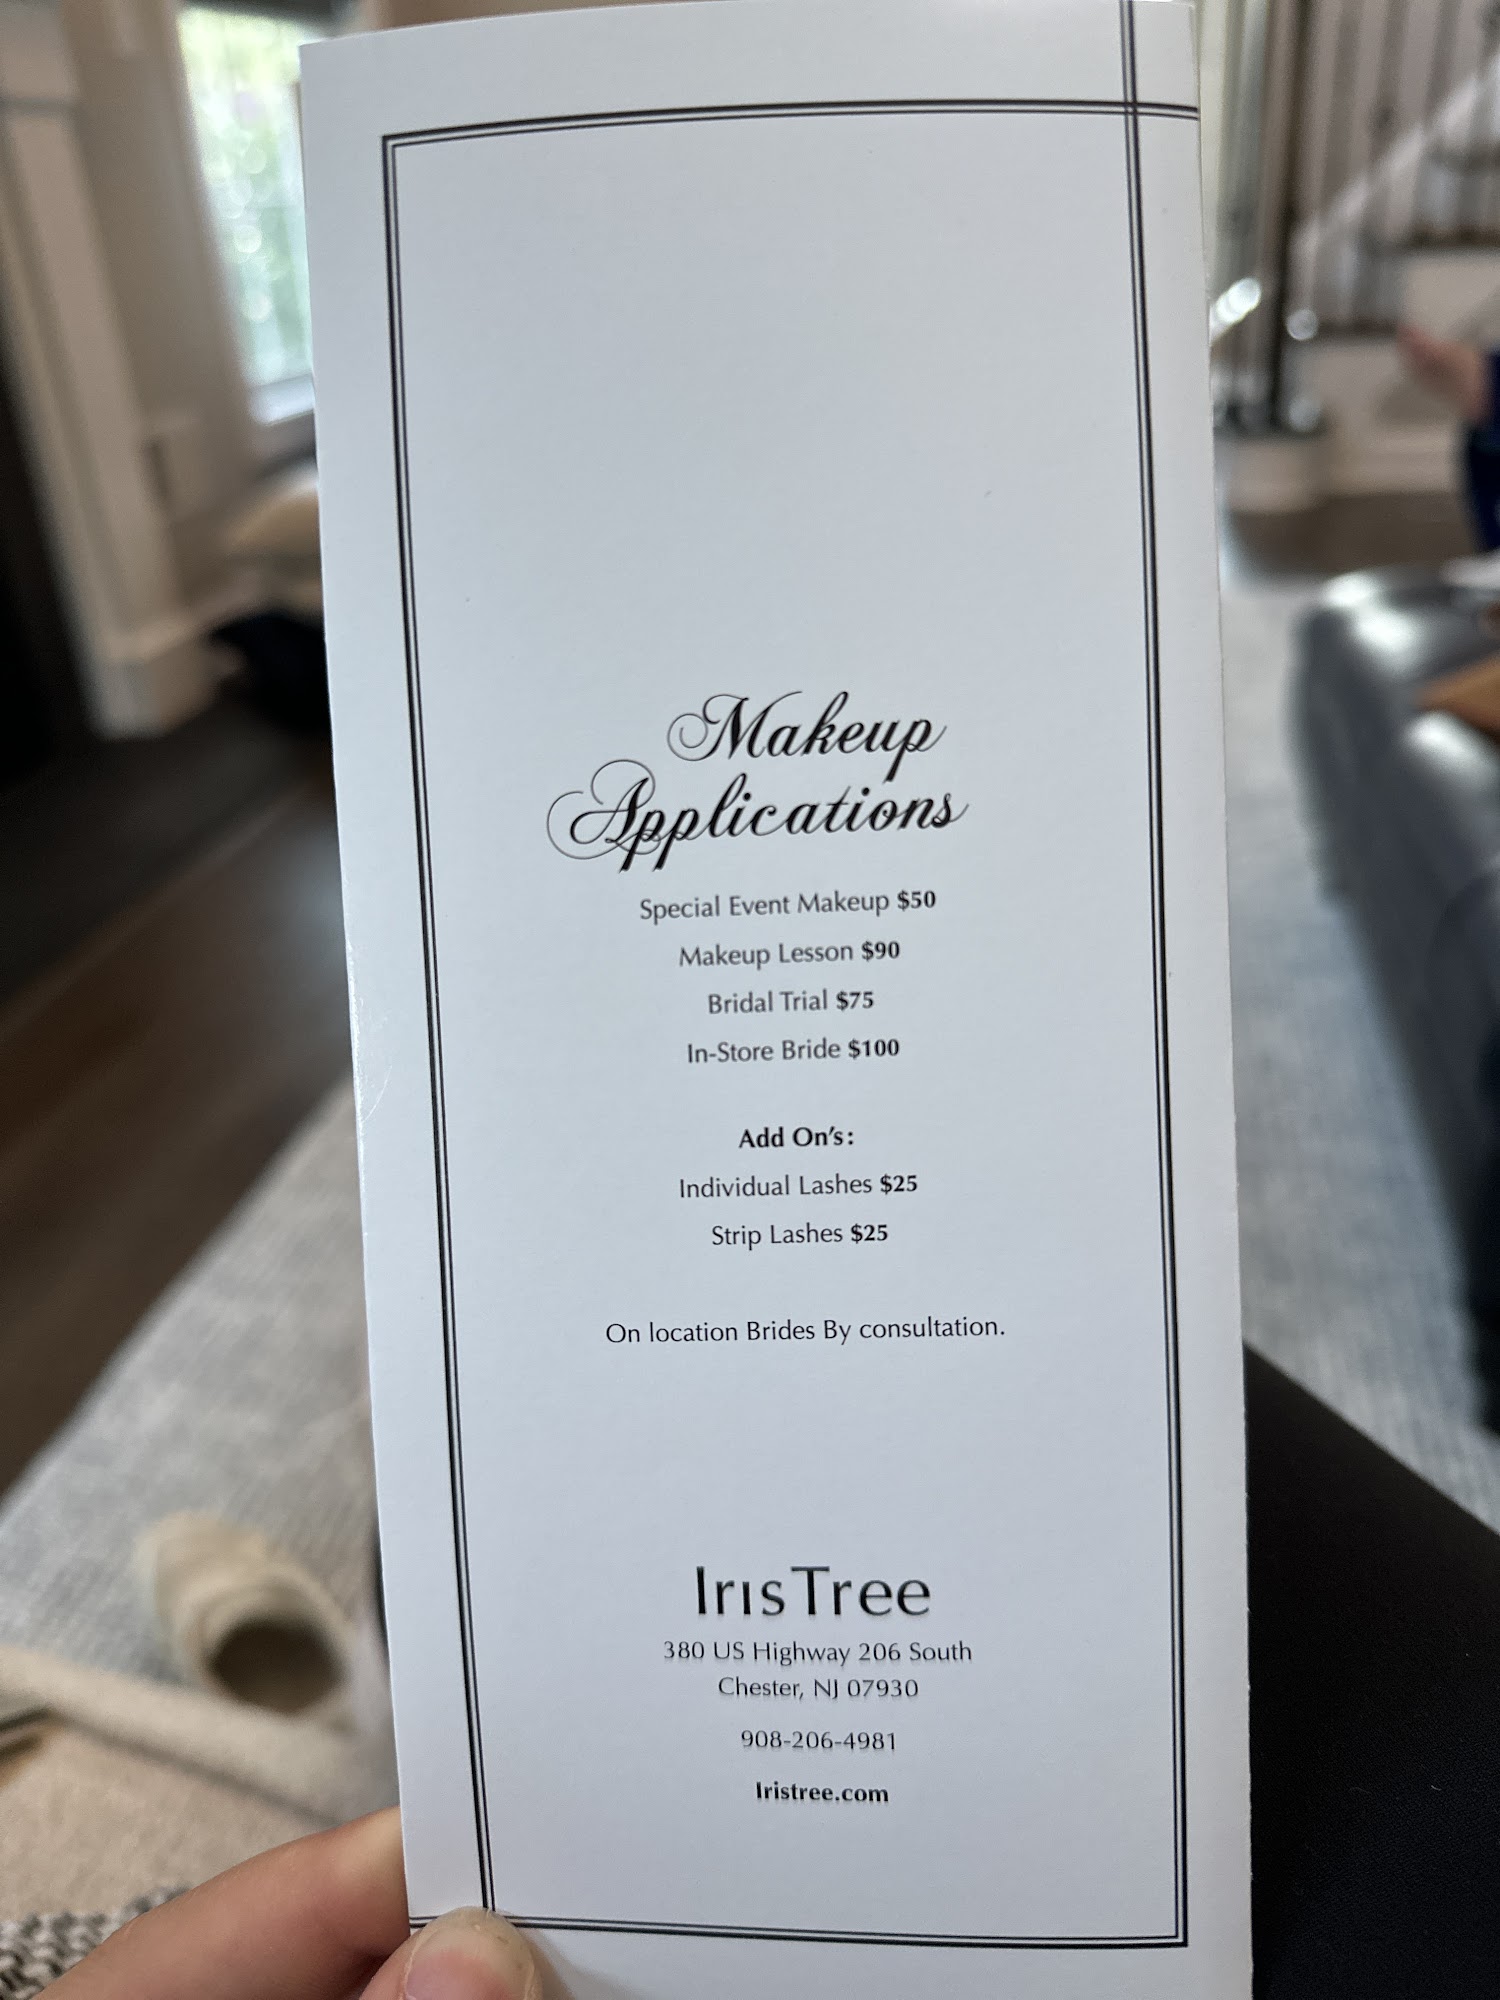 Makeup
Applications
Special Event Makeup $50
Makeup Lesson $90
Bridal Trial $75
In-Store Bride $100
Add On's:
Individual Lashes $25
Strip Lashes $25
On location Brides By consultation.
IrisTree
380 US Highway 206 South
Chester, NJ 07930
908-206-4981
Iristree.com